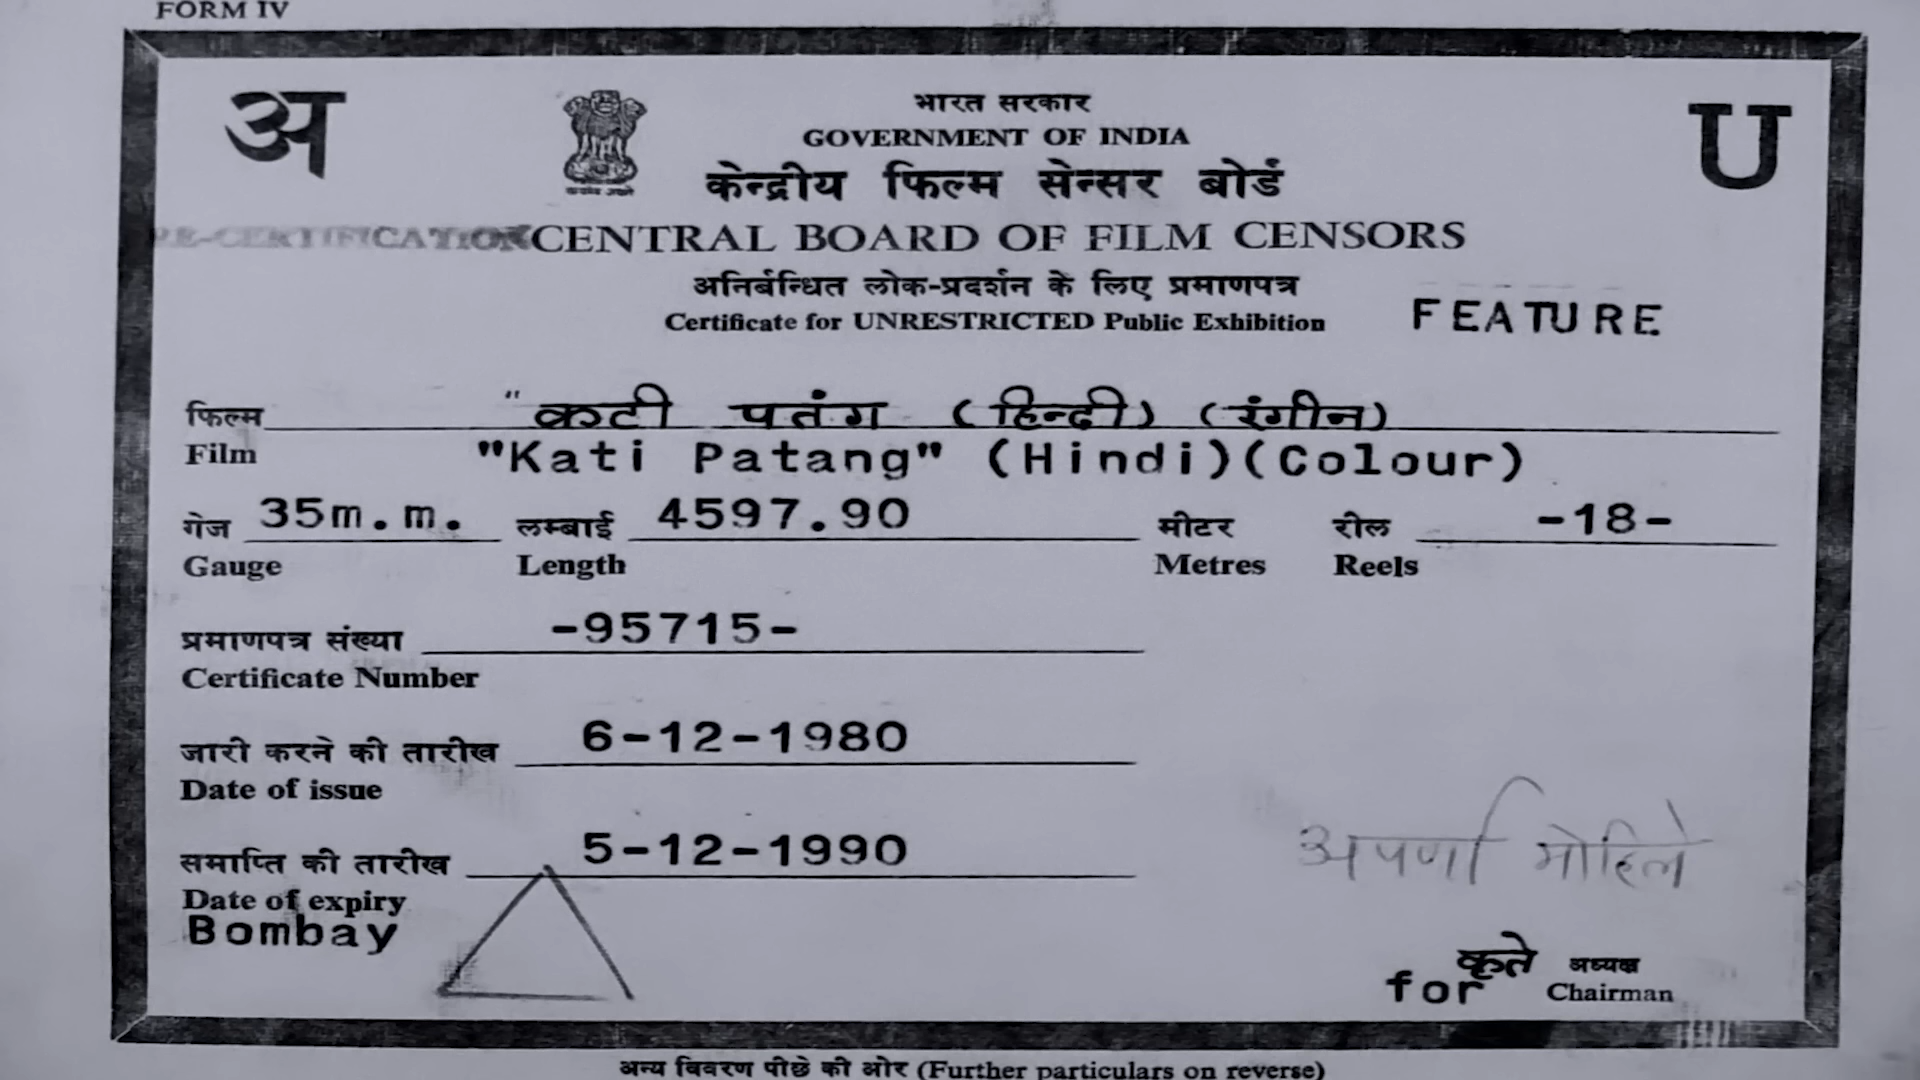 FORM IV
अ
भारत सरकार
U
GOVERNMENT OF INDIA
केन्द्रीय फिल्म सेन्सर बोर्ड
RE-CERTIFICATION CENTRAL BOARD OF FILM CENSORS
अनिर्बन्धित लोक-प्रदर्शन के लिए प्रमाणपत्र
Certificate for UNRESTRICTED Public Exhibition FEATURE
फिल्म "कटी पतंग (हिन्दी) (रंगीन)
Film "Kati Patang" (Hindi)(Colour)
गेज 35m.m. लम्बाई 4597.90 मीटर रील -18-
Gauge Length Metres Reels
प्रमाणपत्र संख्या -95715-
Certificate Number
जारी करने की तारीख 6-12-1980
Date of issue
समाप्ति की तारीख 5-12-1990
Date of expiry
अपर्णा मोहिले
Bombay
कृते अध्यक्ष
for Chairman
अन्य विवरण पीछे की ओर (Further particulars on reverse)